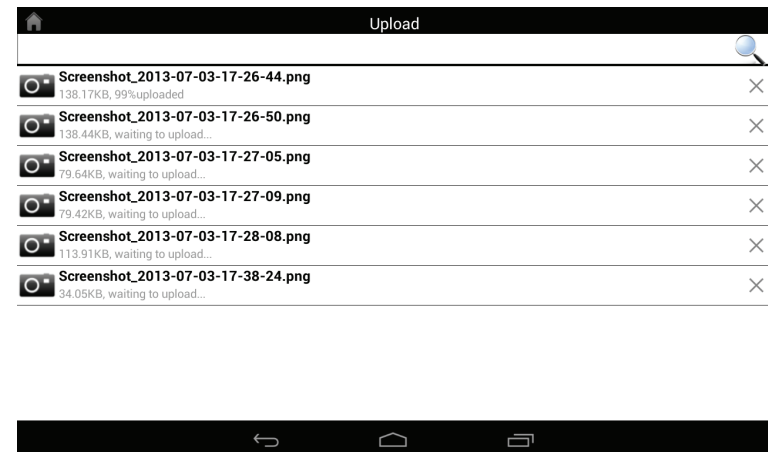 Upload
Screenshot_2013-07-03-17-26-44.png
138.17KB, 99%uploaded
Screenshot_2013-07-03-17-26-50.png
138.44KB, waiting to upload...
Screenshot_2013-07-03-17-27-05.png
79.64KB, waiting to upload...
Screenshot_2013-07-03-17-27-09.png
79.42KB, waiting to upload...
Screenshot_2013-07-03-17-28-08.png
113.91KB, waiting to upload...
Screenshot_2013-07-03-17-38-24.png
34.05KB, waiting to upload...